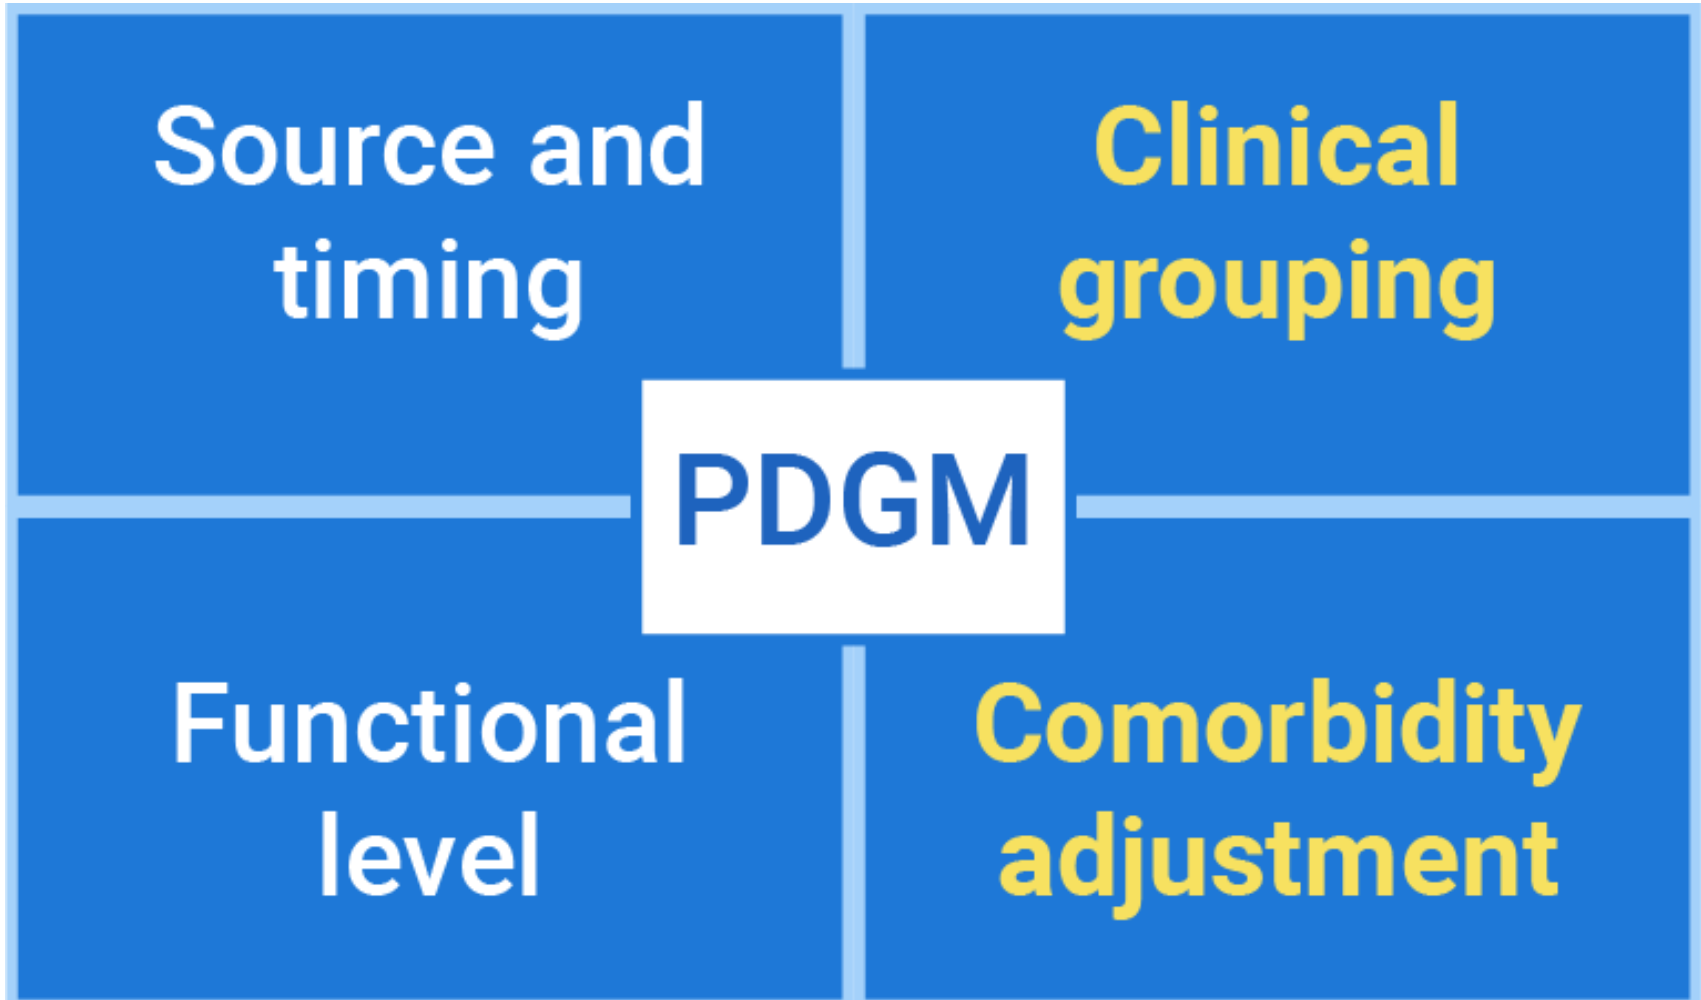 Source and
timing
Clinical
grouping
PDGM
Functional
level
Comorbidity
adjustment